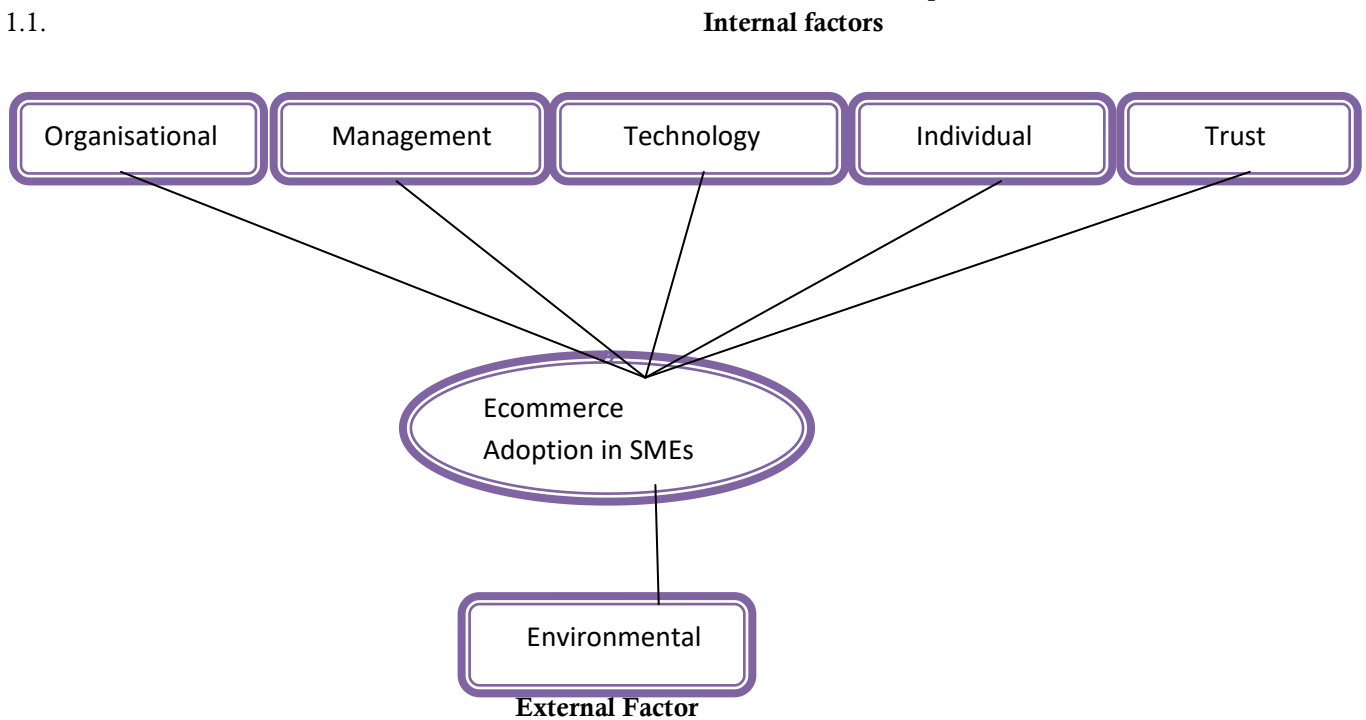 1.1. Internal factors
Organisational Management Technology Individual Trust
Ecommerce
Adoption in SMEs
Environmental
External Factor